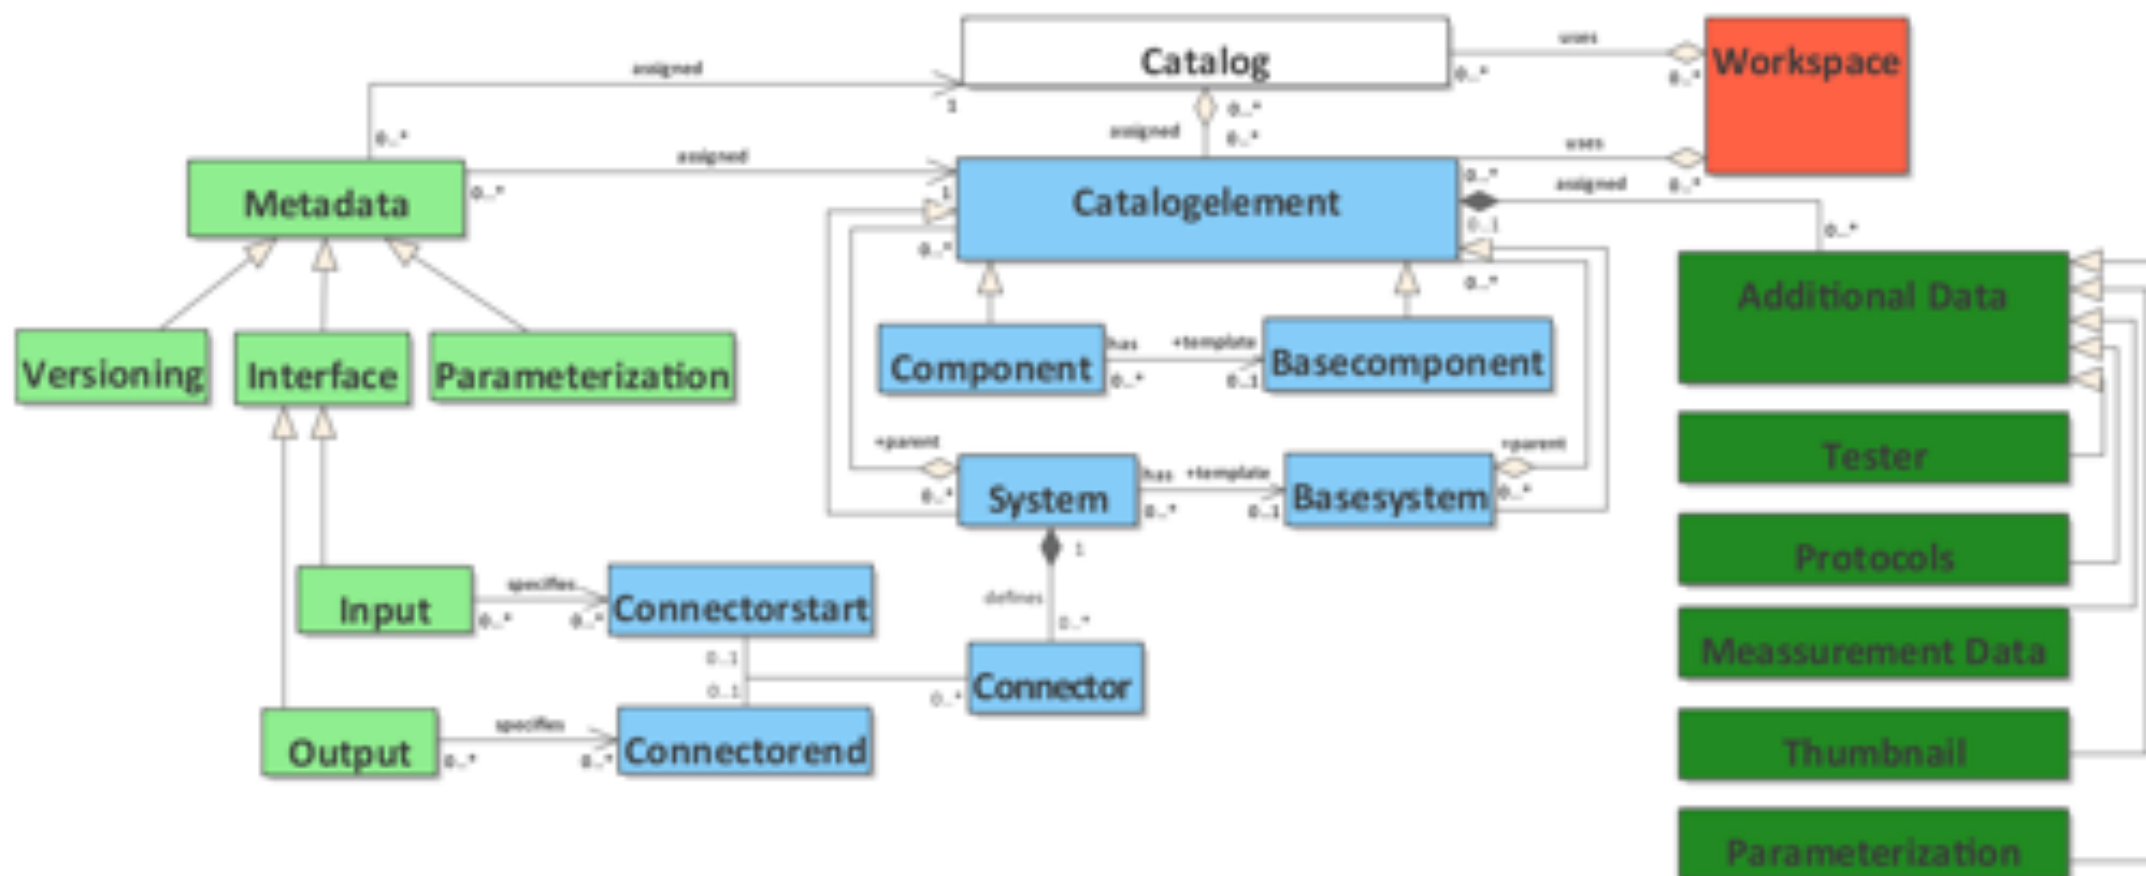 Catalog
uses
Workspace
assigned
0..*
0..*
1
0..*
0..*
assigned
0..*
0..*
assigned
uses
Metadata
0..*
1
Catalogelement
0..*
assigned
0..*
0..1
0..*
0..*
0..*
Additional Data
Versioning
Interface
Parameterization
Component
has
+template
Basecomponent
0..*
0..1
Tester
+parent
+parent
System
has
+template
Basesystem
0..*
0..*
0..1
0..*
Protocols
1
Input
specifies
Connectorstart
defines
0..*
0..*
0..*
Meassurement Data
0..1
0..1
0..*
Connector
Output
specifies
Connectorend
0..*
0..*
Thumbnail
Parameterization